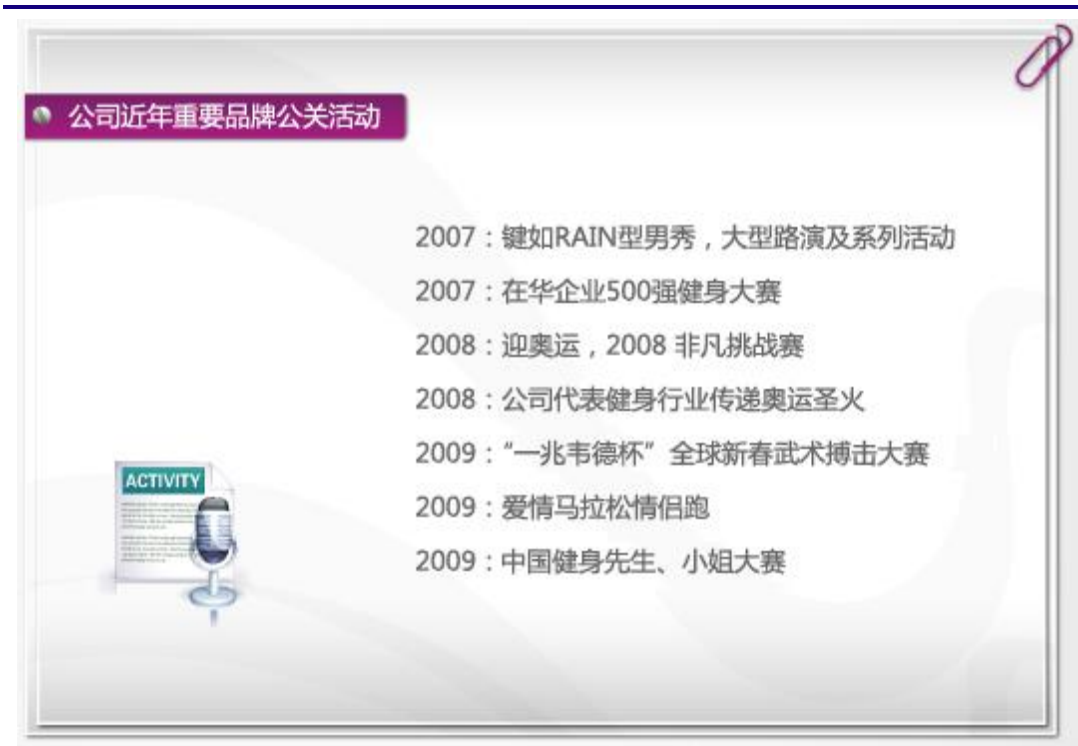 公司近年重要品牌公关活动
2007：键如RAIN型男秀，大型路演及系列活动
2007：在华企业500强健身大赛
2008：迎奥运，2008 非凡挑战赛
2008：公司代表健身行业传递奥运圣火
2009：“一兆韦德杯”全球新春武术搏击大赛
2009：爱情马拉松情侣跑
2009：中国健身先生、小姐大赛
ACTIVITY